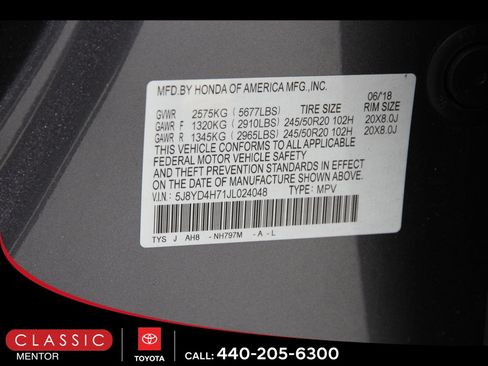 MFD.BY HONDA OF AMERICA MFG.,INC.
06/18
GVWR 2575KG (5677LBS) TIRE SIZE RIM SIZE
GAWR F 1320KG (2910LBS) 245/50R20 102H 20X8.0J
GAWR R 1345KG (2965LBS) 245/50R20 102H 20X8.0J
THIS VEHICLE CONFORMS TO ALL APPLICABLE
FEDERAL MOTOR VEHICLE SAFETY
AND THEFT PREVENTION STANDARDS IN EFFECT
ON THE DATE OF MANUFACTURE SHOWN ABOVE.
V.I.N: 5J8YD4H71JL024048 TYPE: MPV
TYS J AH8 -NH797M -A -L
CLASSIC
MENTOR
TOYOTA
CALL: 440-205-6300